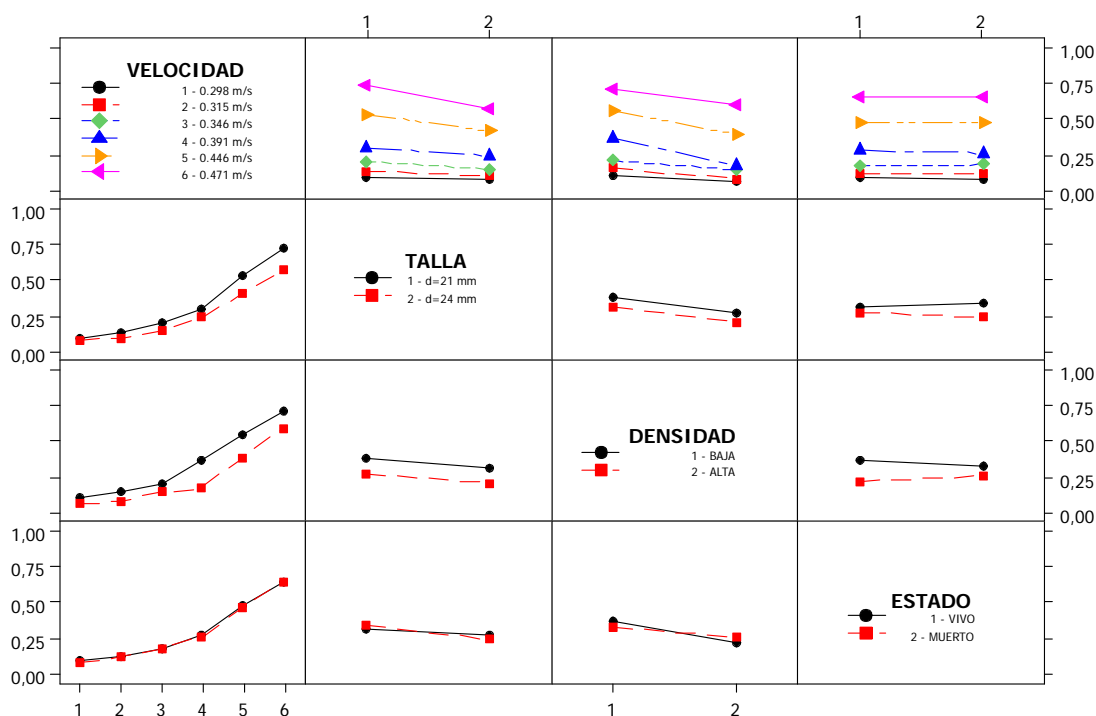 1 2 1 2
VELOCIDAD
1 - 0.298 m/s
2 - 0.315 m/s
3 - 0.346 m/s
4 - 0.391 m/s
5 - 0.446 m/s
6 - 0.471 m/s
1,00
0,75
0,50
0,25
0,00
1,00
0,75
0,50
0,25
0,00
TALLA
1 - d=21 mm
2 - d=24 mm
DENSIDAD
1 - BAJA
2 - ALTA
1,00
0,75
0,50
0,25
0,00
1,00
0,75
0,50
0,25
0,00
ESTADO
1 - VIVO
2 - MUERTO
1 2 3 4 5 6 1 2